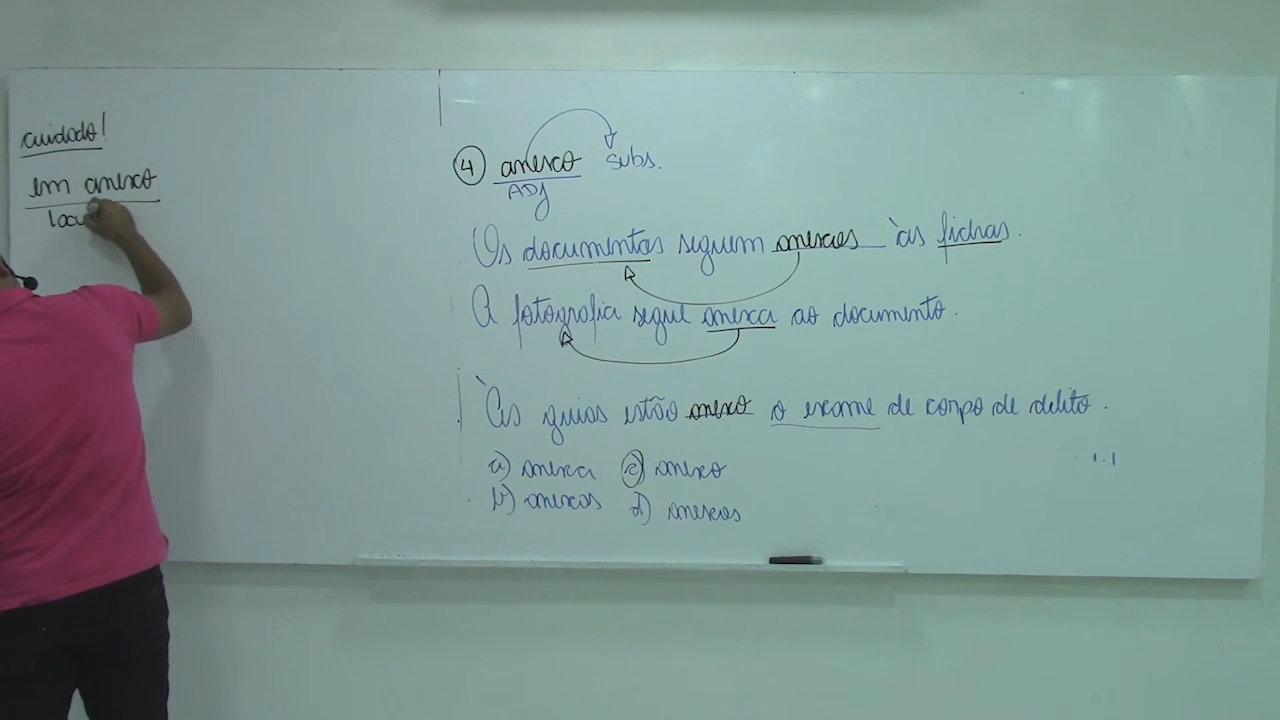 cuidado!
em anexo
locu
4 anexo subs.
ADJ
Os documentos seguem anexos às fichas.
A fotografia segue anexa ao documento.
Às guias estão anexo o exame de corpo de delito.
a) anexa c) anexo
b) anexas d) anexos